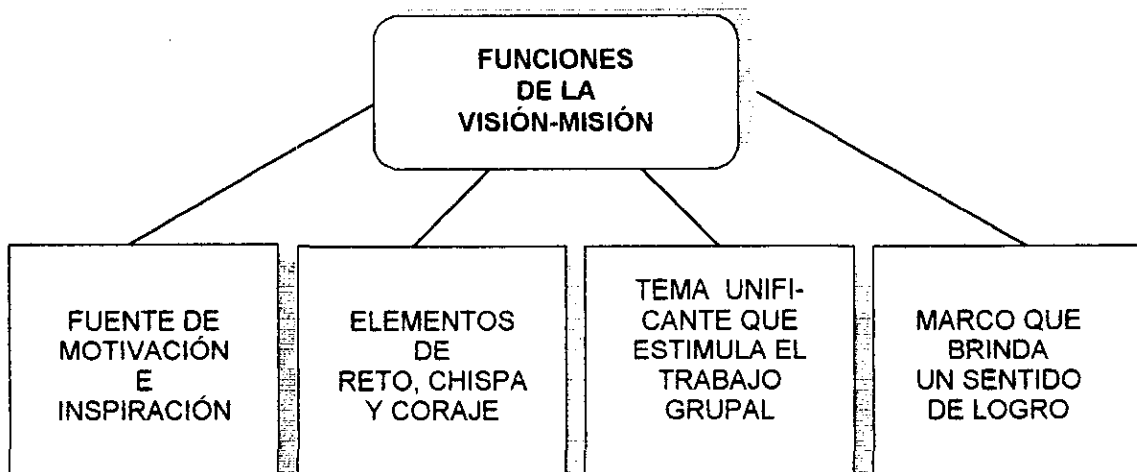 FUNCIONES
DE LA
VISIÓN-MISIÓN
FUENTE DE
MOTIVACIÓN
E
INSPIRACIÓN
ELEMENTOS
DE
RETO, CHISPA
Y CORAJE
TEMA UNIFI-
CANTE QUE
ESTIMULA EL
TRABAJO
GRUPAL
MARCO QUE
BRINDA
UN SENTIDO
DE LOGRO